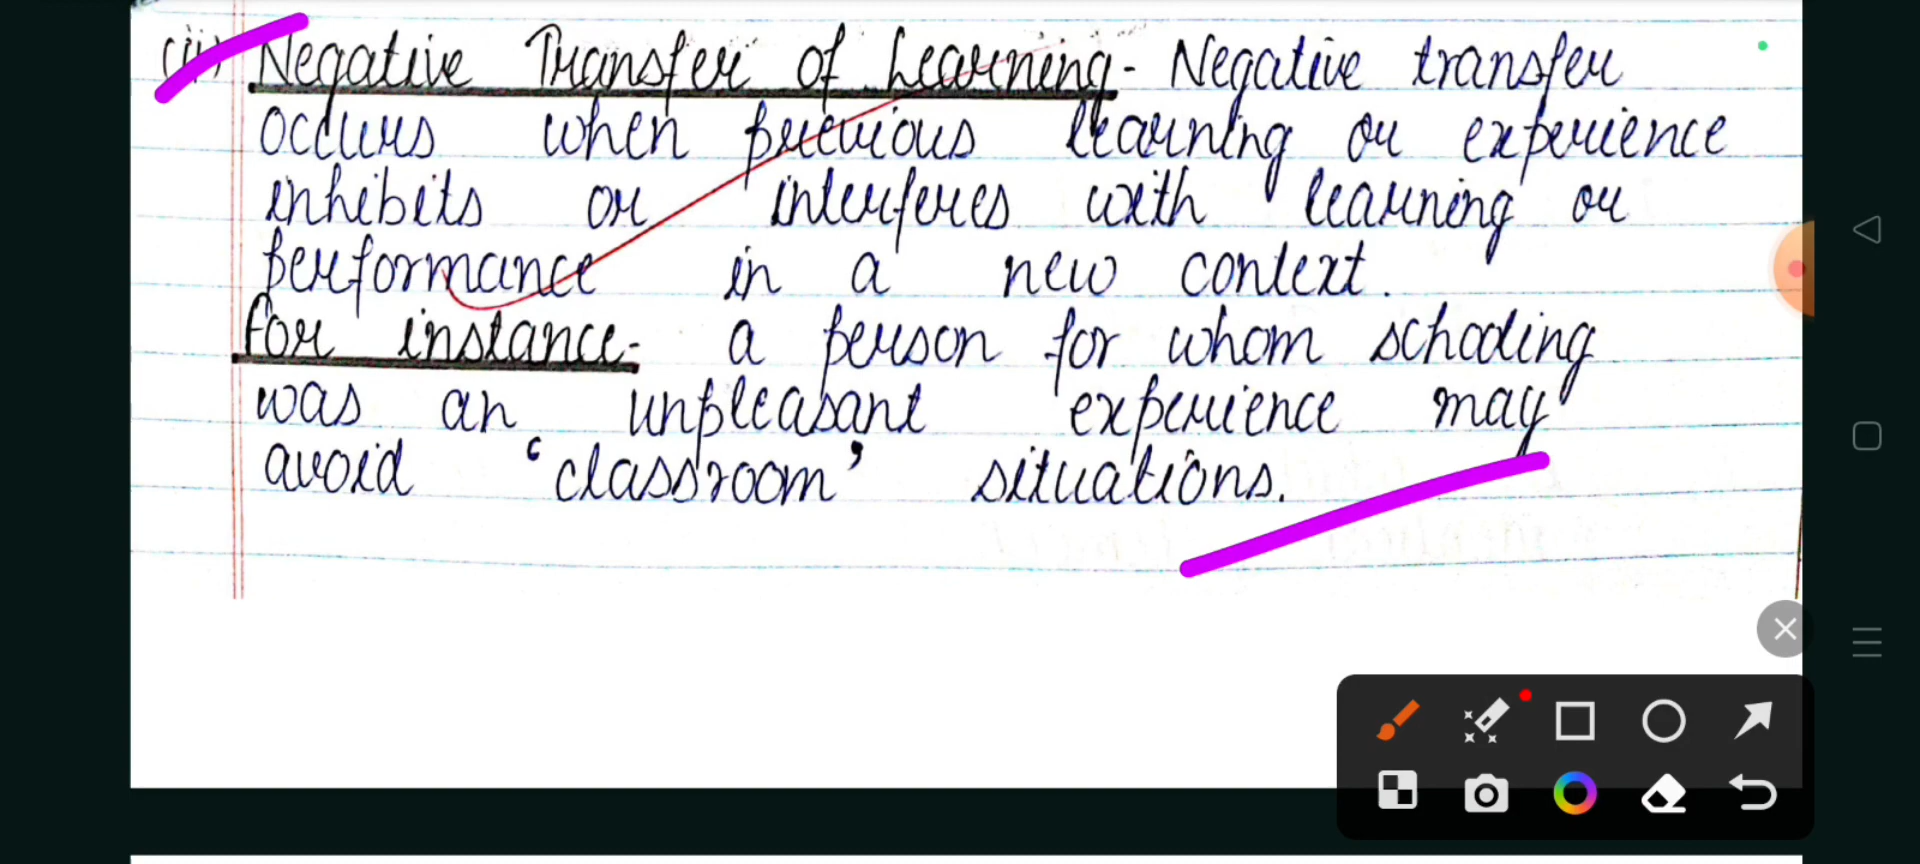 (ii) Negative Transfer of Learning- Negative transfer
occurs when previous learning or experience
inhibits or interferes with learning or
performance in a new context.
For instance- a person for whom schooling
was an unpleasant experience may
avoid 'classroom' situations.